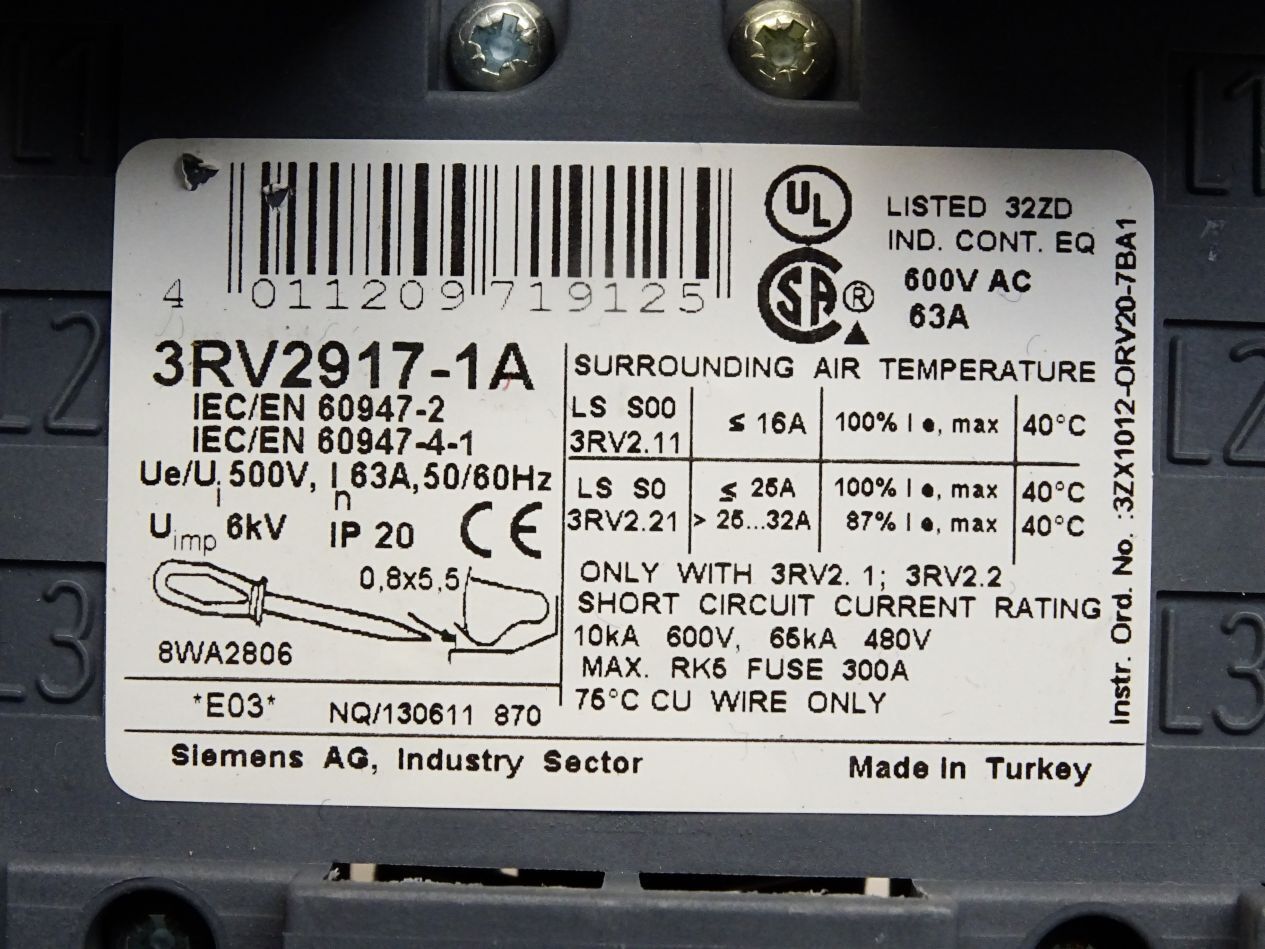 L1
L1
4 011209 719125
UL
LISTED 32ZD
IND. CONT. EQ
SA ®
600V AC
63A
3RV2917-1A
IEC/EN 60947-2
IEC/EN 60947-4-1
Ue/Ui 500V, In 63A, 50/60Hz
Uimp 6kV IP 20 CE
0,8x5,5
8WA2806
*E03* NQ/130611 870
SURROUNDING AIR TEMPERATURE
LS S00 ≤ 16A 100% I e, max 40°C
3RV2.11
LS S0 ≤ 25A 100% I e, max 40°C
3RV2.21 > 25...32A 87% I e, max 40°C
ONLY WITH 3RV2. 1; 3RV2.2
SHORT CIRCUIT CURRENT RATING
10kA 600V, 65kA 480V
MAX. RK5 FUSE 300A
75°C CU WIRE ONLY
Instr. Ord. No. :3ZX1012-ORV20-7BA1
Siemens AG, Industry Sector Made in Turkey
L2
L2
L3
L3